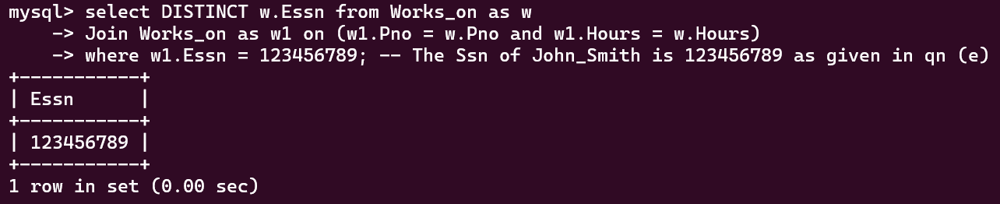 mysql> select DISTINCT w.Essn from Works_on as w
    -> Join Works_on as w1 on (w1.Pno = w.Pno and w1.Hours = w.Hours)
    -> where w1.Essn = 123456789; -- The Ssn of John_Smith is 123456789 as given in qn (e)
+-----------+
| Essn      |
+-----------+
| 123456789 |
+-----------+
1 row in set (0.00 sec)